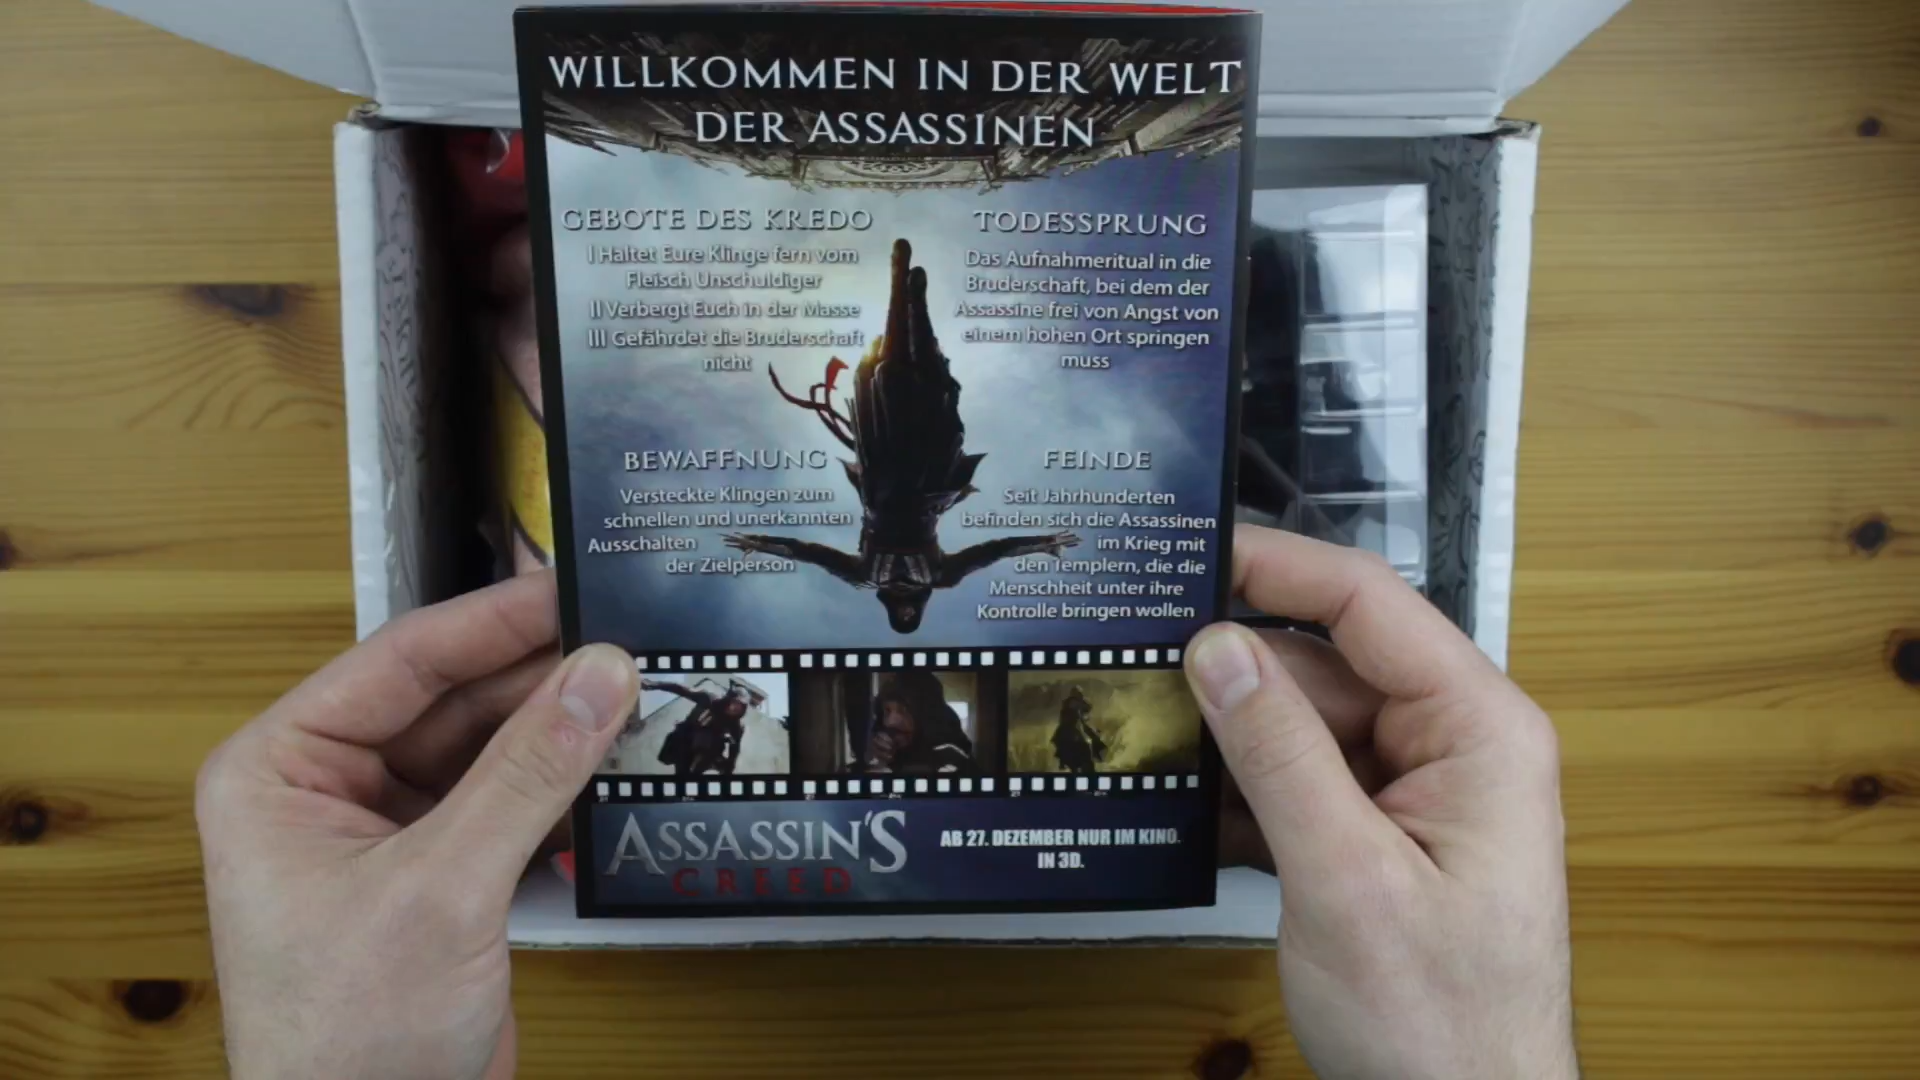 WILLKOMMEN IN DER WELT
DER ASSASSINEN
GEBOTE DES KREDO
I Haltet Eure Klinge fern vom
Fleisch Unschuldiger
II Verbergt Euch in der Masse
III Gefährdet die Bruderschaft
nicht
TODESSPRUNG
Das Aufnahmeritual in die
Bruderschaft, bei dem der
Assassine frei von Angst von
einem hohen Ort springen
muss
BEWAFFNUNG
Versteckte Klingen zum
schnellen und unerkannten
Ausschalten
der Zielperson
FEINDE
Seit Jahrhunderten
befinden sich die Assassinen
im Krieg mit
den Templern, die die
Menschheit unter ihre
Kontrolle bringen wollen
ASSASSIN'S
CREED
AB 27. DEZEMBER NUR IM KINO.
IN 3D.